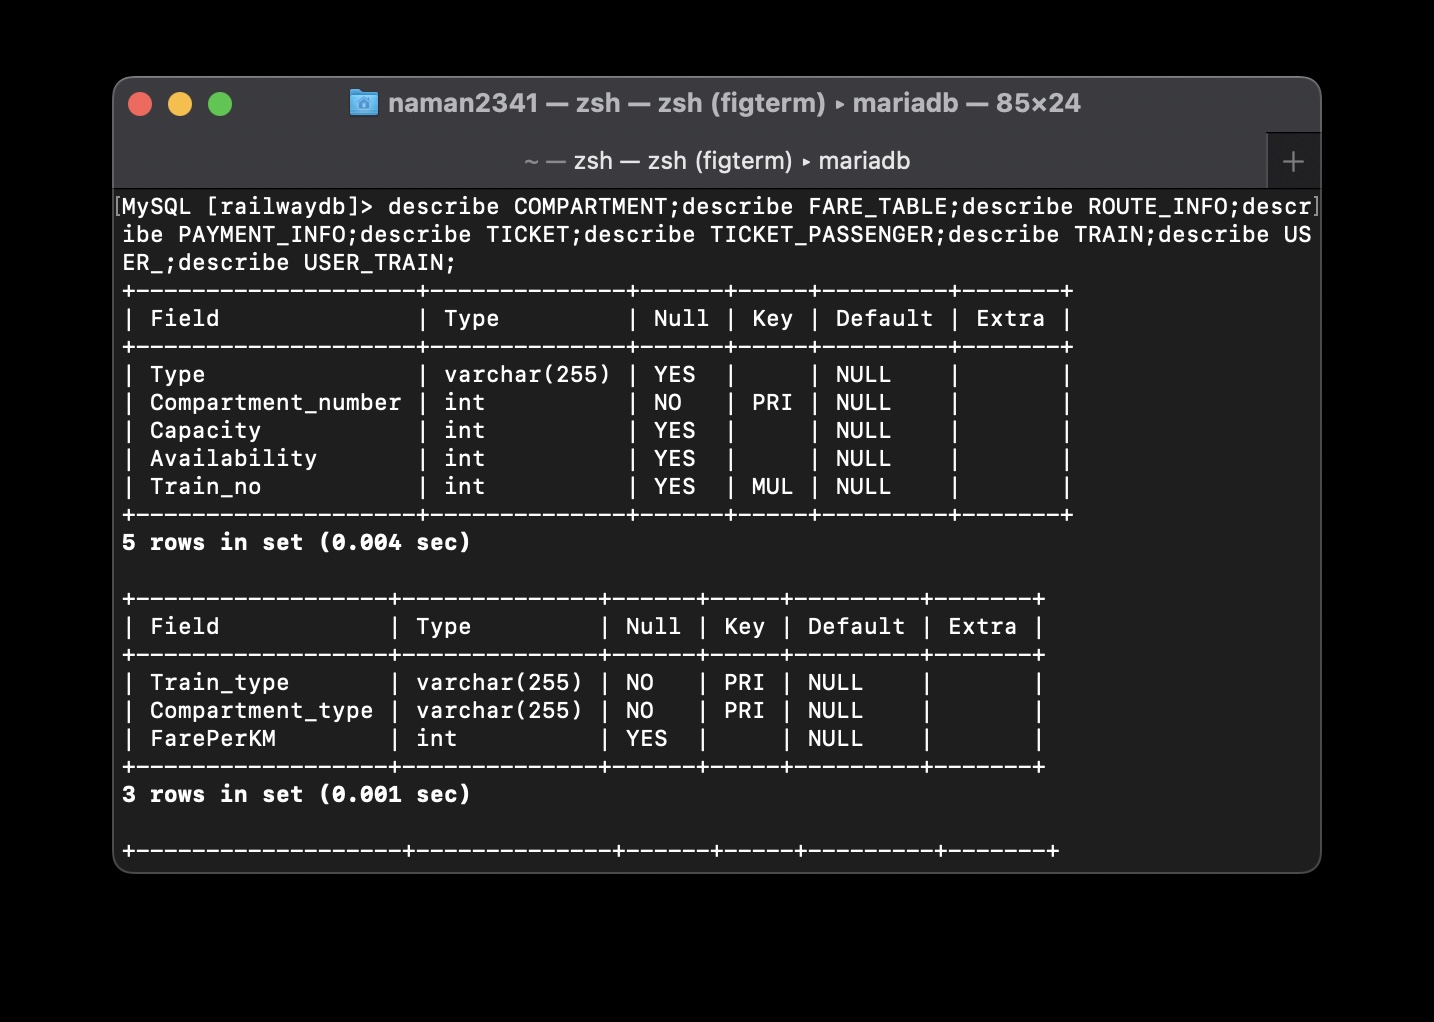 naman2341 — zsh — zsh (figterm) ▸ mariadb — 85×24
~ — zsh — zsh (figterm) ▸ mariadb
+
[MySQL [railwaydb]> describe COMPARTMENT;describe FARE_TABLE;describe ROUTE_INFO;descr]
ibe PAYMENT_INFO;describe TICKET;describe TICKET_PASSENGER;describe TRAIN;describe US
ER_;describe USER_TRAIN;
+--------------------+--------------+------+-----+---------+-------+
| Field              | Type         | Null | Key | Default | Extra |
+--------------------+--------------+------+-----+---------+-------+
| Type               | varchar(255) | YES  |     | NULL    |       |
| Compartment_number | int          | NO   | PRI | NULL    |       |
| Capacity           | int          | YES  |     | NULL    |       |
| Availability       | int          | YES  |     | NULL    |       |
| Train_no           | int          | YES  | MUL | NULL    |       |
+--------------------+--------------+------+-----+---------+-------+
5 rows in set (0.004 sec)

+------------------+--------------+------+-----+---------+-------+
| Field            | Type         | Null | Key | Default | Extra |
+------------------+--------------+------+-----+---------+-------+
| Train_type       | varchar(255) | NO   | PRI | NULL    |       |
| Compartment_type | varchar(255) | NO   | PRI | NULL    |       |
| FarePerKM        | int          | YES  |     | NULL    |       |
+------------------+--------------+------+-----+---------+-------+
3 rows in set (0.001 sec)

+-------------------+--------------+------+-----+---------+-------+